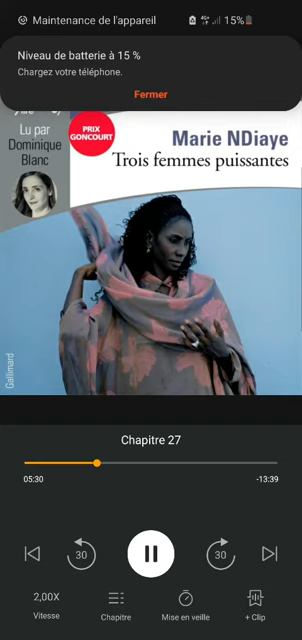 Maintenance de l'appareil
15%
Niveau de batterie à 15 %
Chargez votre téléphone.
Fermer
Lu par
Dominique
Blanc
PRIX
GONCOURT
Marie NDiaye
Trois femmes puissantes
Gallimard
Chapitre 27
05:30
-13:39
30
30
2,00X
Vitesse
Chapitre
Mise en veille
+ Clip